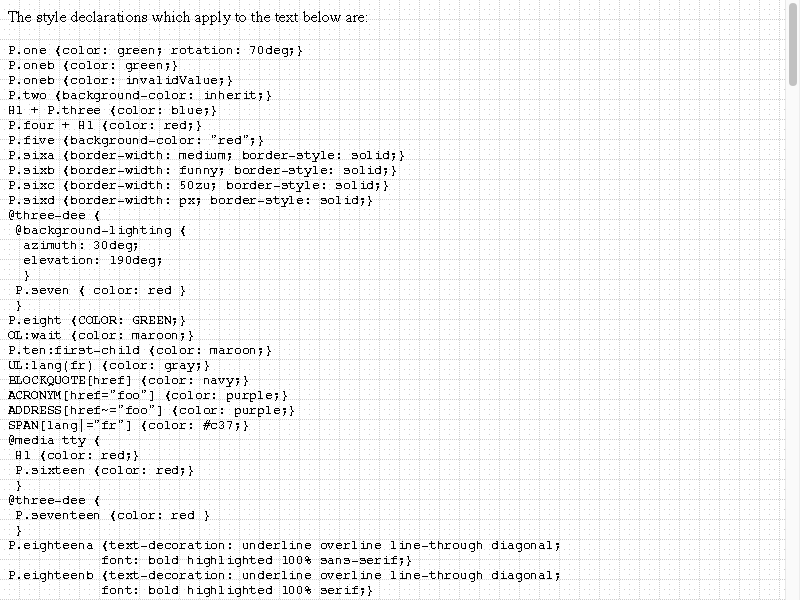 The style declarations which apply to the text below are:
P.one {color: green; rotation: 70deg;}
P.oneb {color: green;}
P.oneb {color: invalidValue;}
P.two {background-color: inherit;}
H1 + P.three {color: blue;}
P.four + H1 {color: red;}
P.five {background-color: "red";}
P.sixa {border-width: medium; border-style: solid;}
P.sixb {border-width: funny; border-style: solid;}
P.sixc {border-width: 50zu; border-style: solid;}
P.sixd {border-width: px; border-style: solid;}
@three-dee {
 @background-lighting {
  azimuth: 30deg;
  elevation: 190deg;
  }
 P.seven { color: red }
 }
P.eight {COLOR: GREEN;}
OL:wait {color: maroon;}
P.ten:first-child {color: maroon;}
UL:lang(fr) {color: gray;}
BLOCKQUOTE[href] {color: navy;}
ACRONYM[href="foo"] {color: purple;}
ADDRESS[href~="foo"] {color: purple;}
SPAN[lang|="fr"] {color: #c37;}
@media tty {
 H1 {color: red;}
 P.sixteen {color: red;}
 }
@three-dee {
 P.seventeen {color: red }
 }
P.eighteena {text-decoration: underline overline line-through diagonal;
            font: bold highlighted 100% sans-serif;}
P.eighteenb {text-decoration: underline overline line-through diagonal;
            font: bold highlighted 100% serif;}